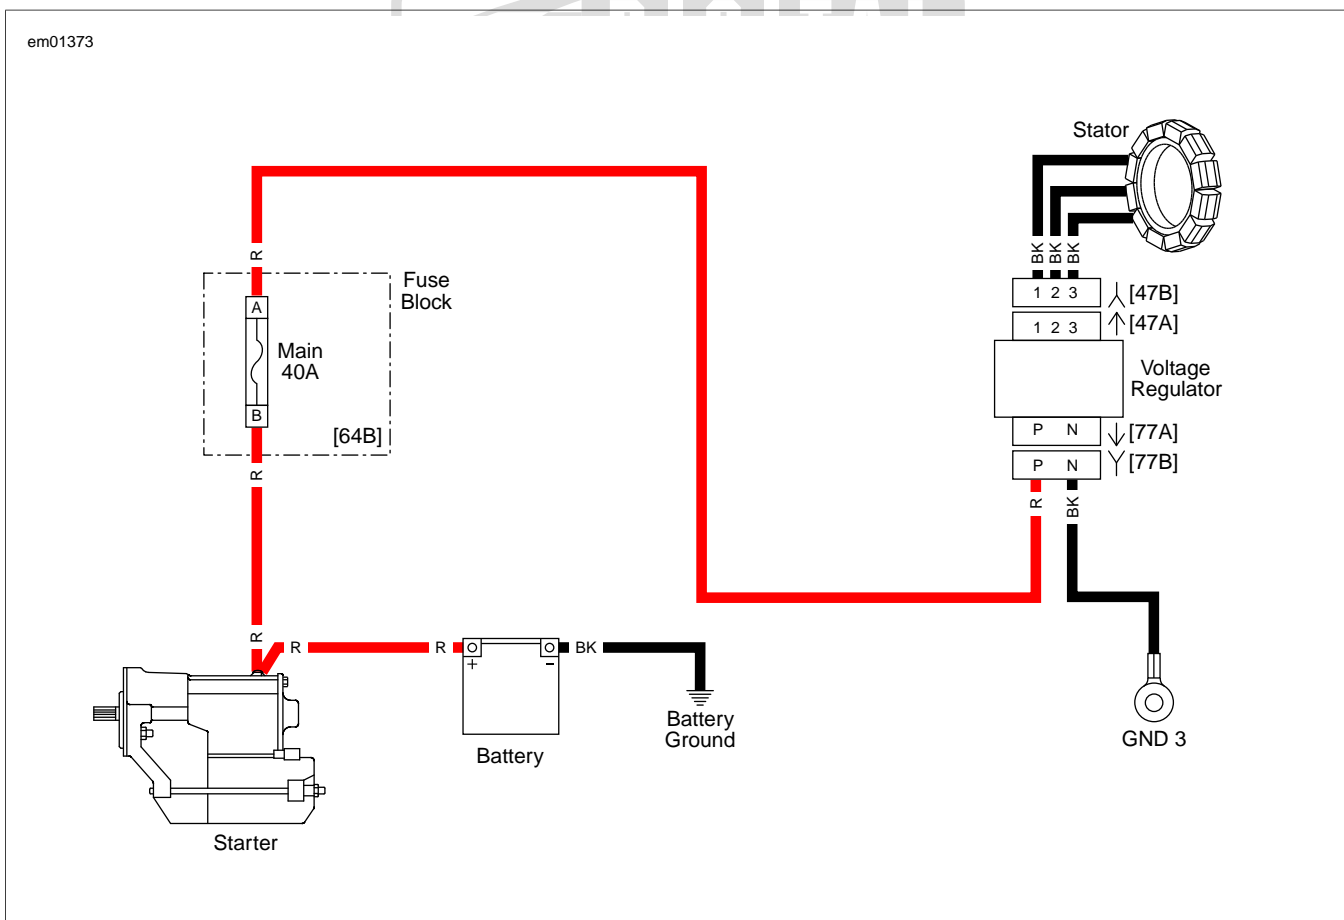 em01373
Stator
BK BK BK
1 2 3
[47B]
1 2 3
[47A]
Voltage
Regulator
P N
[77A]
P N
[77B]
R
BK
GND 3
R
Fuse
Block
A
Main
40A
B
[64B]
R
R
R
R
+
-
BK
Battery
Battery
Ground
Starter